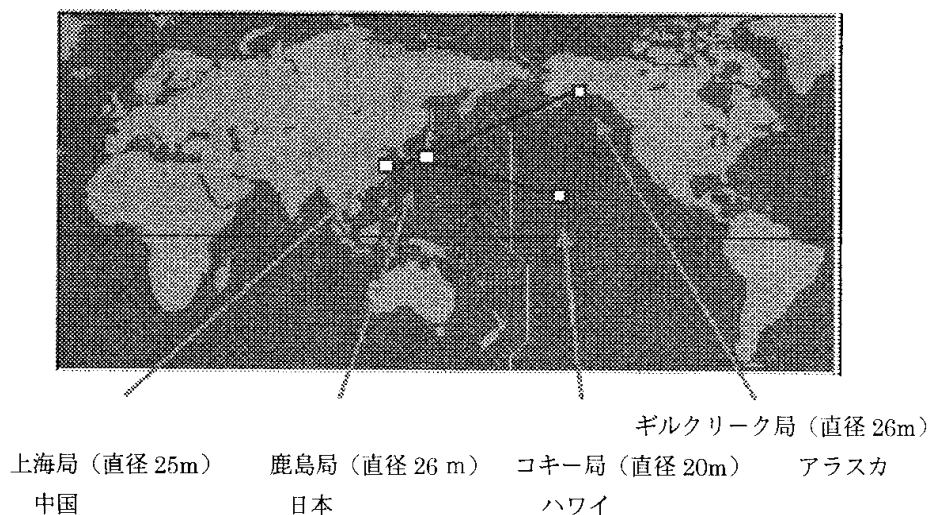 ギルクリーク局（直径 26m）
上海局（直径 25m） 鹿島局（直径 26 m） コキー局（直径 20m） アラスカ
中国 日本 ハワイ